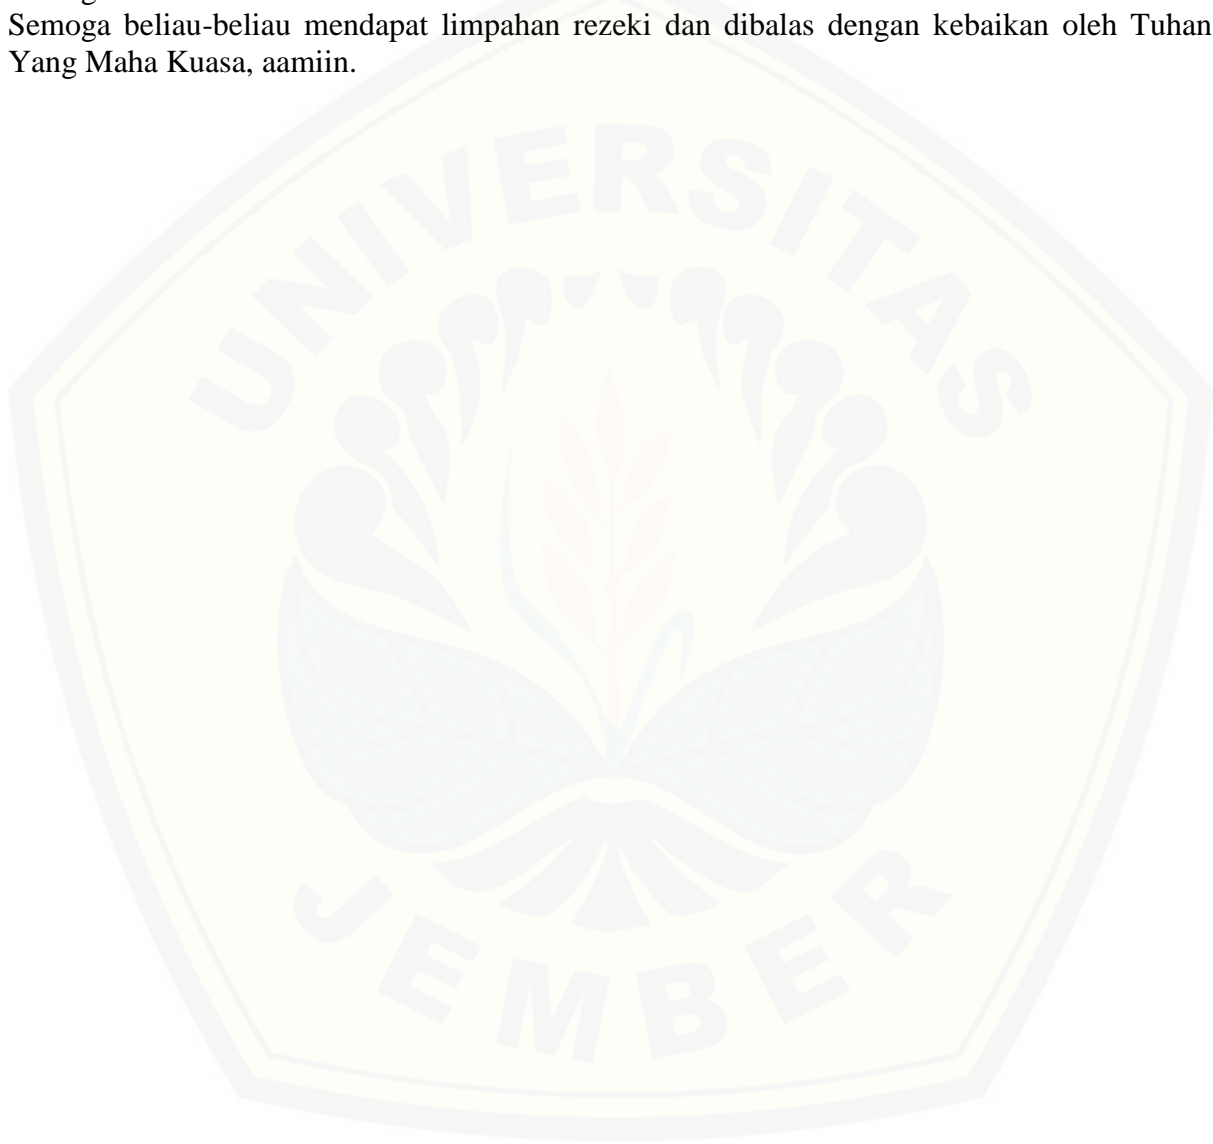 Semoga beliau-beliau mendapat limpahan rezeki dan dibalas dengan kebaikan oleh Tuhan
Yang Maha Kuasa, aamiin.
UNIVERSITAS
JEMBER